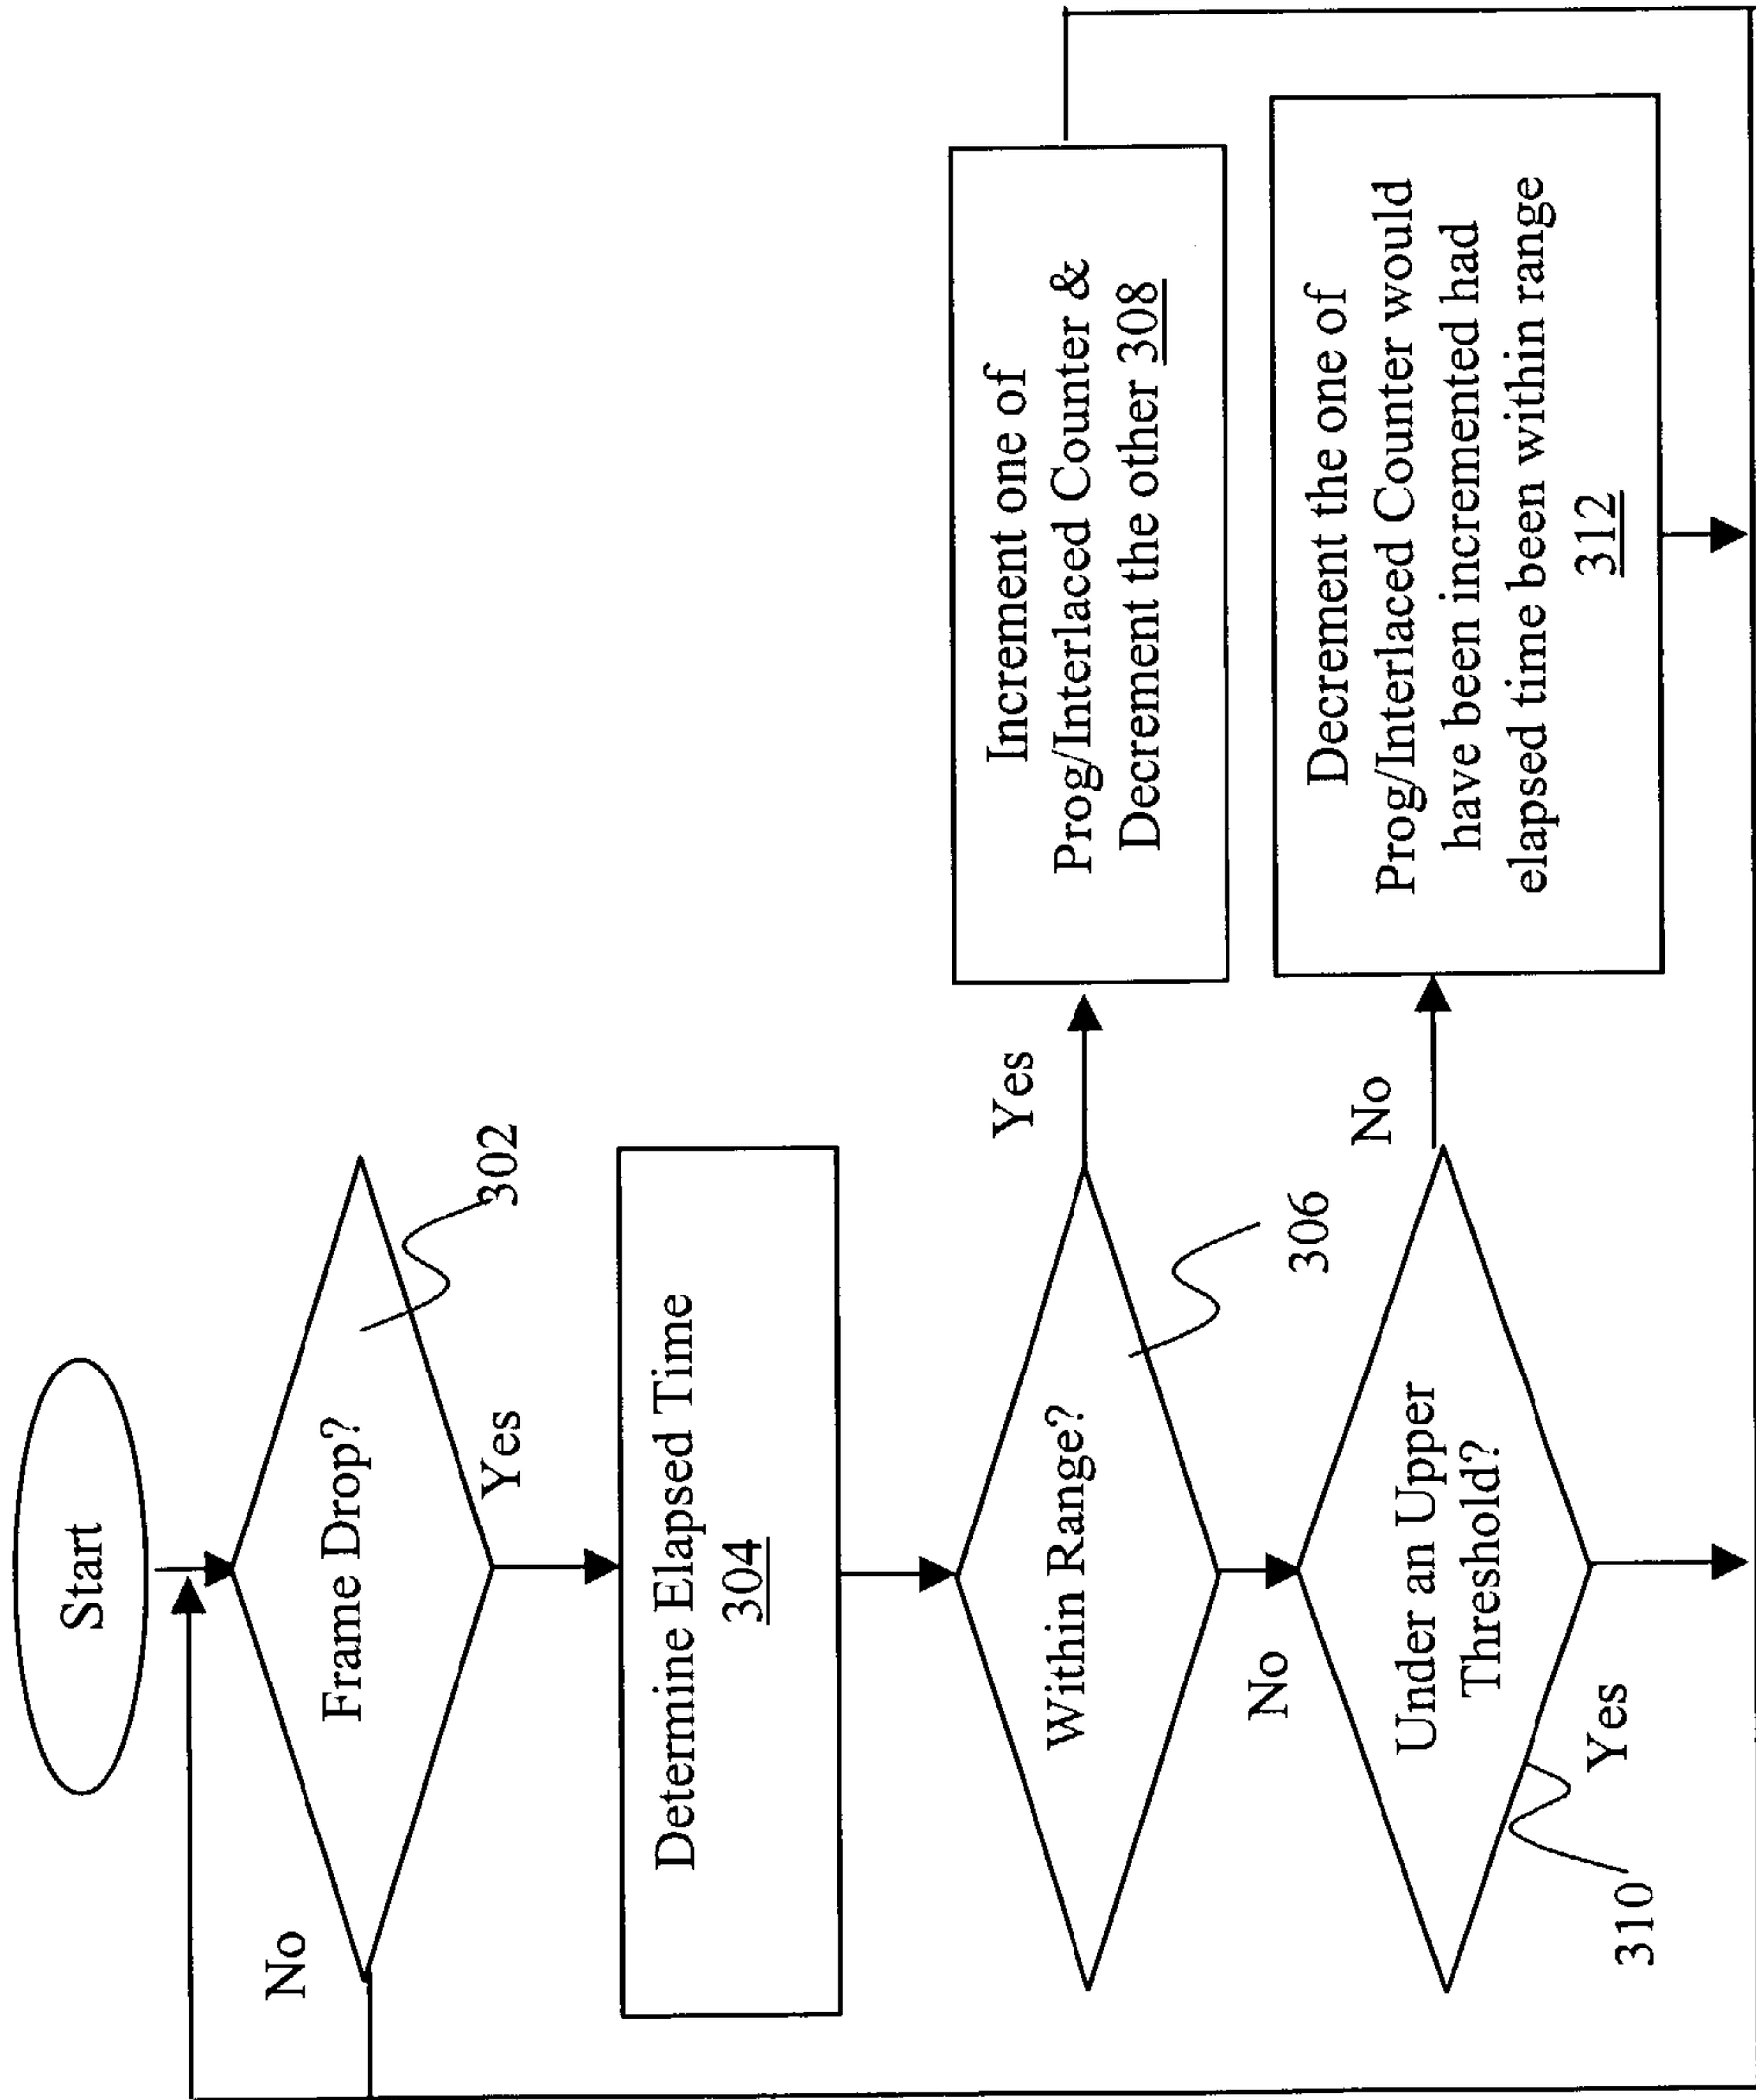 Start
No
Frame Drop?
302
Yes
Determine Elapsed Time
304
Within Range?
306
Yes
Increment one of
Prog/Interlaced Counter &
Decrement the other 308
No
Under an Upper
Threshold?
310
Yes
No
Decrement the one of
Prog/Interlaced Counter would
have been incremented had
elapsed time been within range
312